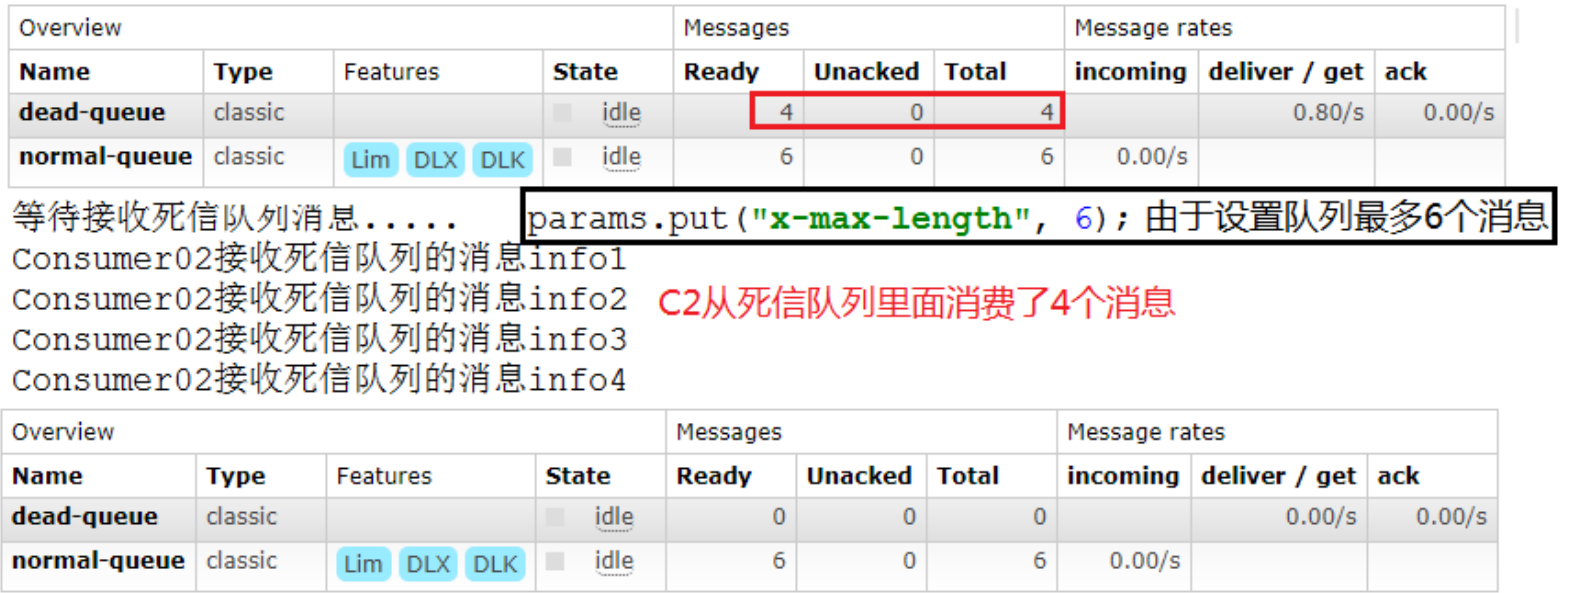 Overview Messages Message rates
Name Type Features State Ready Unacked Total incoming deliver / get ack
dead-queue classic idle 4 0 4 0.80/s 0.00/s
normal-queue classic Lim DLX DLK idle 6 0 6 0.00/s
等待接收死信队列消息..... params.put("x-max-length", 6); 由于设置队列最多6个消息
Consumer02接收死信队列的消息info1
Consumer02接收死信队列的消息info2 C2从死信队列里面消费了4个消息
Consumer02接收死信队列的消息info3
Consumer02接收死信队列的消息info4
Overview Messages Message rates
Name Type Features State Ready Unacked Total incoming deliver / get ack
dead-queue classic idle 0 0 0 0.00/s 0.00/s
normal-queue classic Lim DLX DLK idle 6 0 6 0.00/s